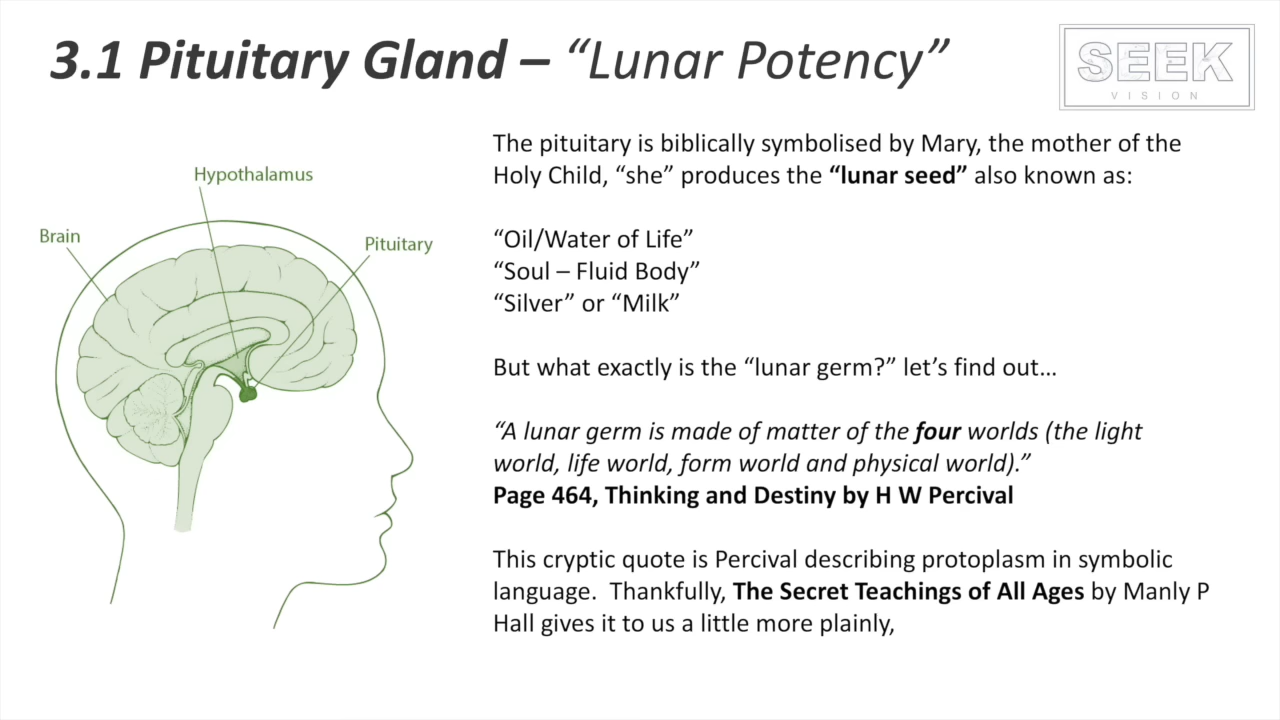 3.1 Pituitary Gland – “Lunar Potency”
SEEK
VISION
Hypothalamus
Brain
Pituitary
The pituitary is biblically symbolised by Mary, the mother of the
Holy Child, “she” produces the “lunar seed” also known as:
“Oil/Water of Life”
“Soul – Fluid Body”
“Silver” or “Milk”
But what exactly is the “lunar germ?” let’s find out…
“A lunar germ is made of matter of the four worlds (the light
world, life world, form world and physical world).”
Page 464, Thinking and Destiny by H W Percival
This cryptic quote is Percival describing protoplasm in symbolic
language.  Thankfully, The Secret Teachings of All Ages by Manly P
Hall gives it to us a little more plainly,